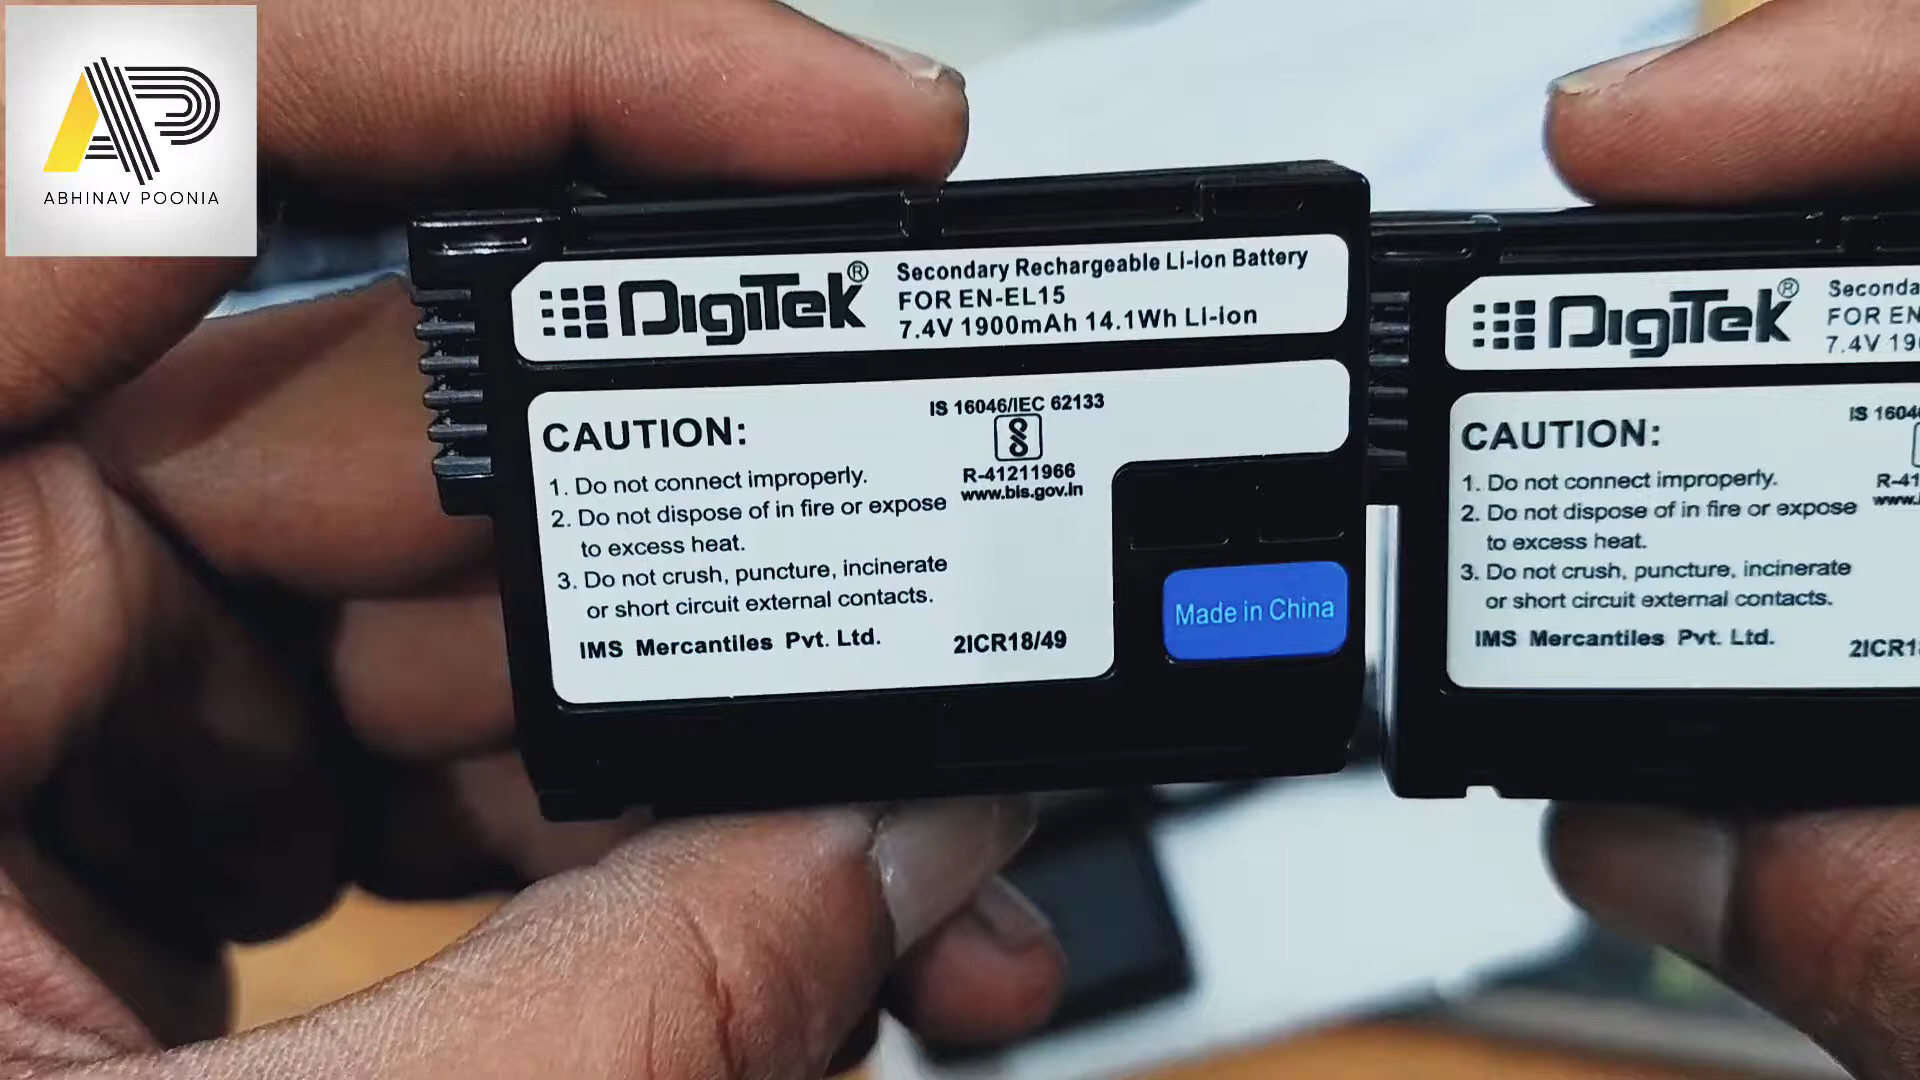 AP
ABHINAV POONIA
DigiTek®
Secondary Rechargeable Li-ion Battery
FOR EN-EL15
7.4V 1900mAh 14.1Wh Li-ion
CAUTION:
1. Do not connect improperly.
2. Do not dispose of in fire or expose
to excess heat.
3. Do not crush, puncture, incinerate
or short circuit external contacts.
IMS Mercantiles Pvt. Ltd.
IS 16046/IEC 62133
R-41211966
www.bis.gov.in
2ICR18/49
Made in China
DigiTek®
Seconda
FOR EN
7.4V 19
CAUTION:
1. Do not connect improperly.
2. Do not dispose of in fire or expose
to excess heat.
3. Do not crush, puncture, incinerate
or short circuit external contacts.
IMS Mercantiles Pvt. Ltd.
IS 1604
R-41
www.
2ICR1